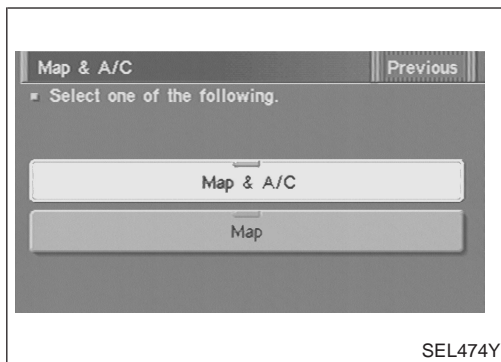 Map & A/C
Previous
Select one of the following.
Map & A/C
Map
SEL474Y